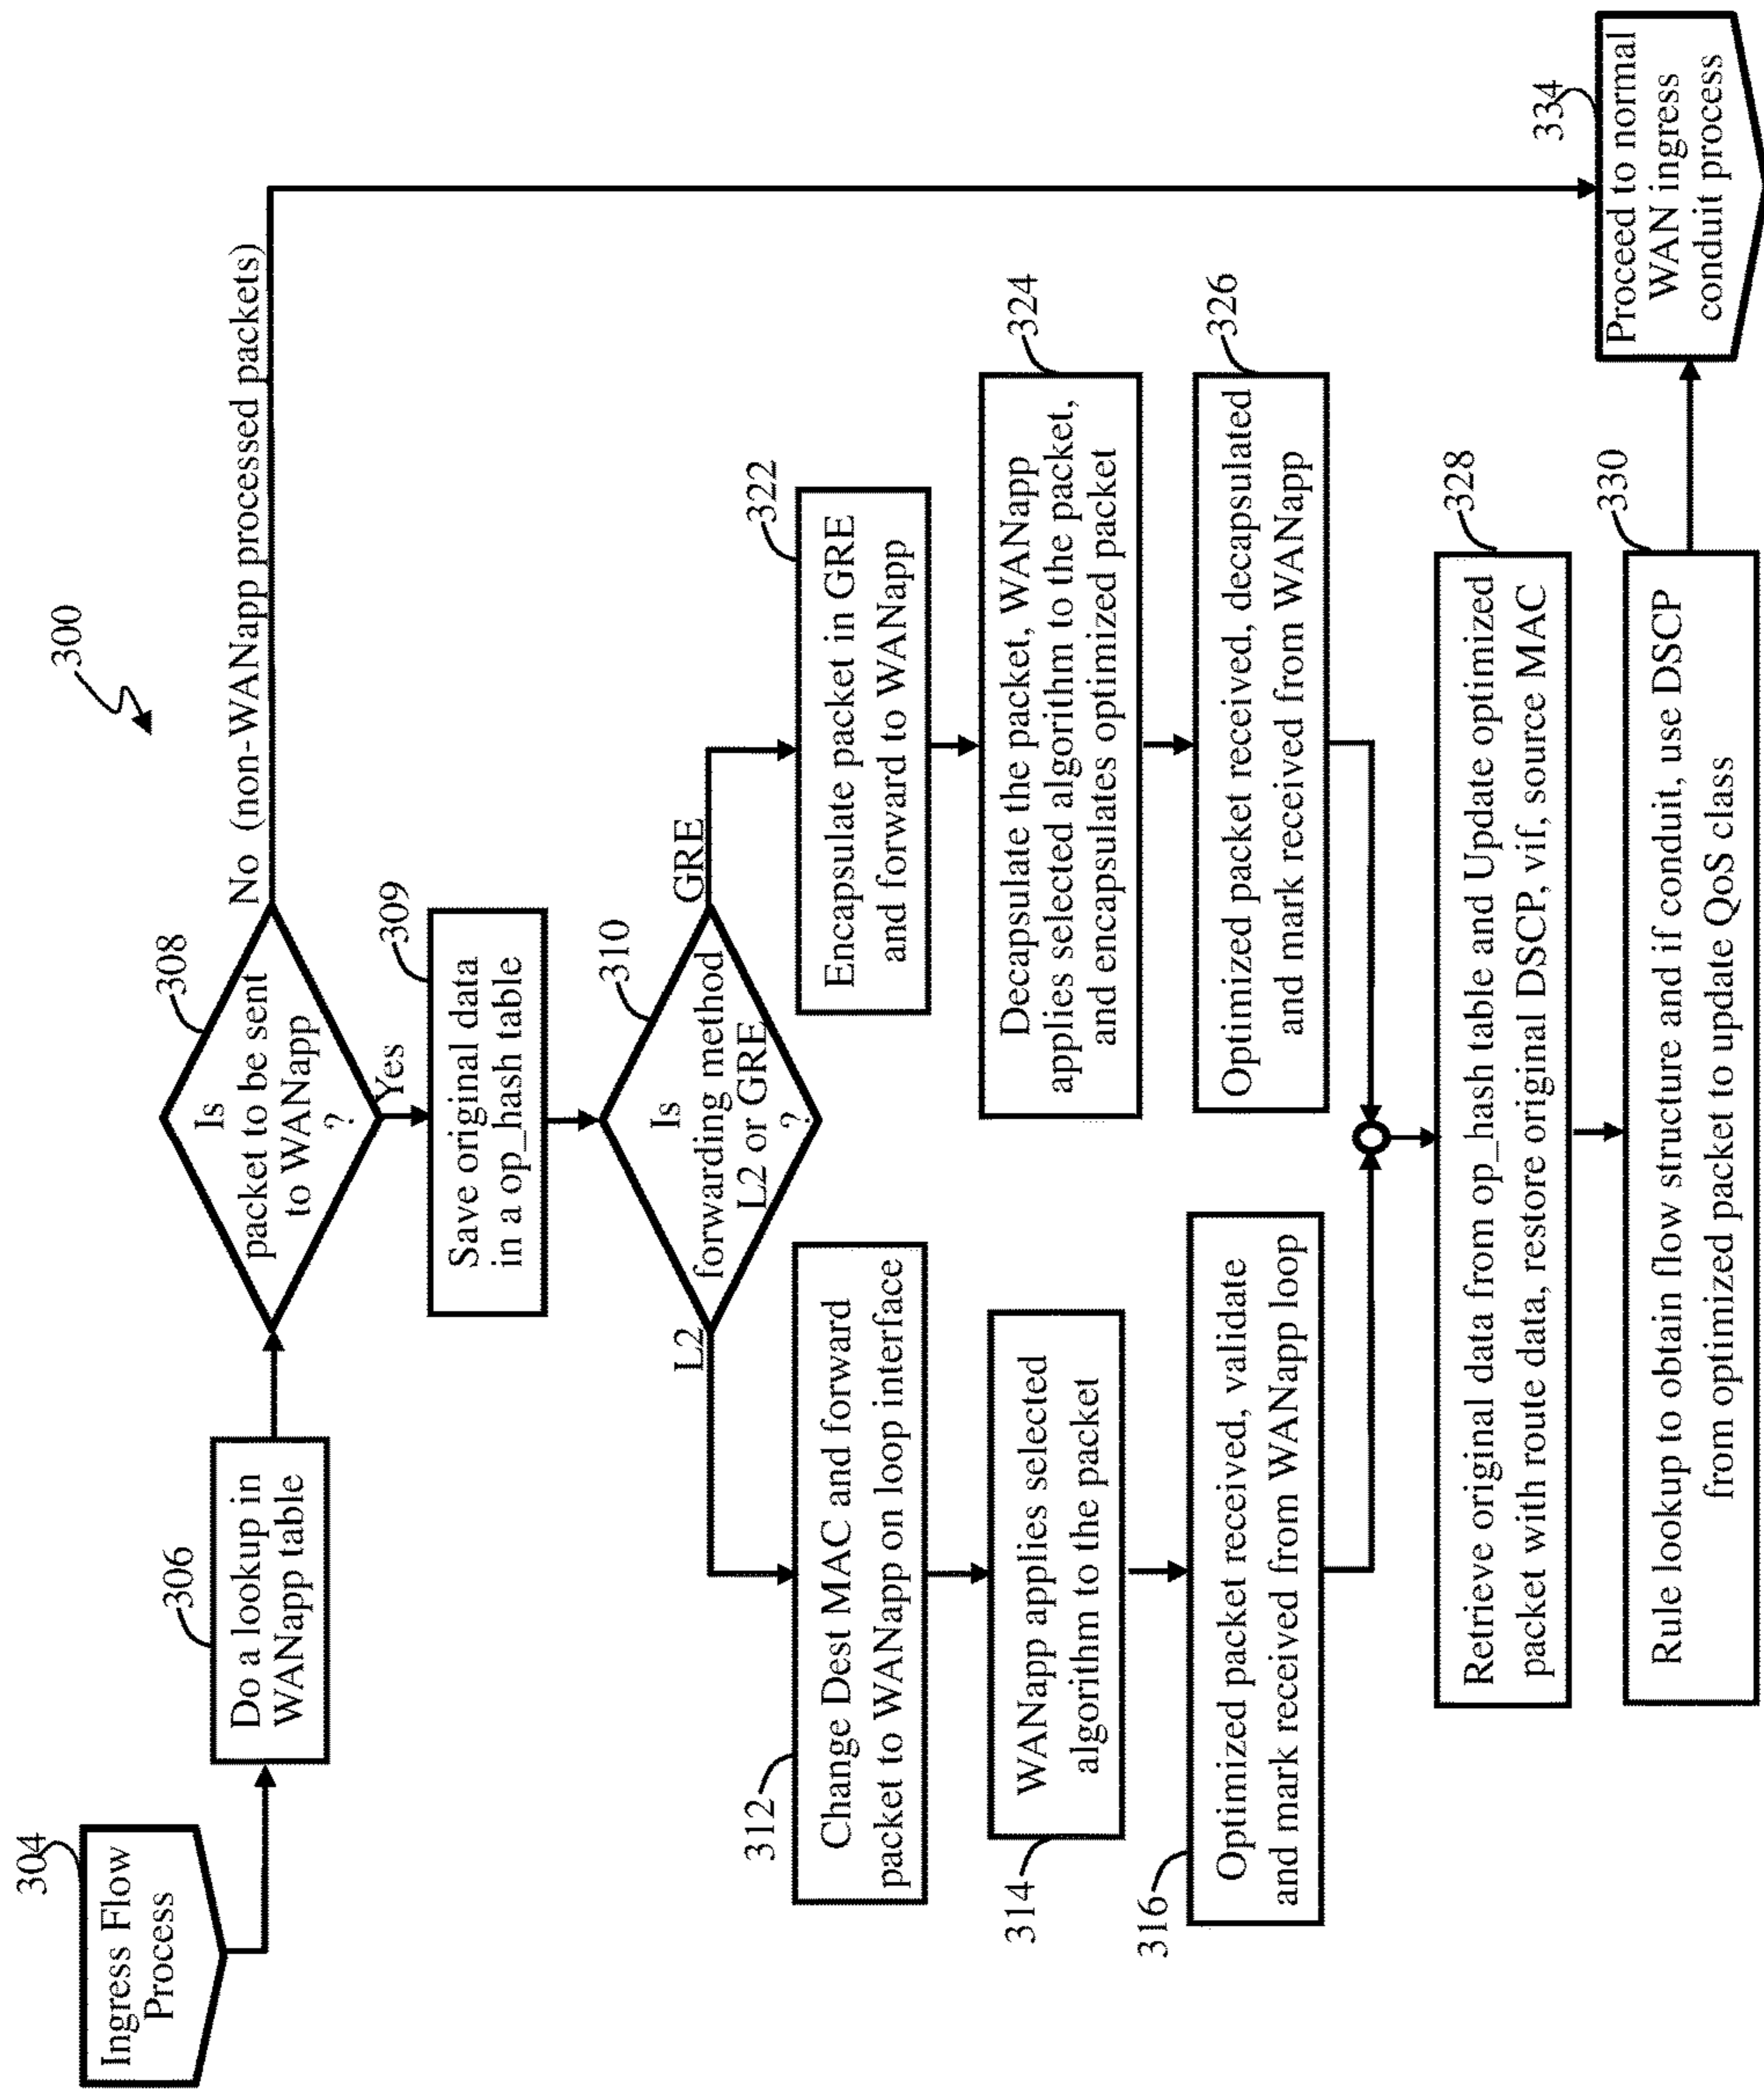 300
304
Ingress Flow
Process
306
Do a lookup in
WANapp table
308
Is
packet to be sent
to WANapp
?
No (non-WANapp processed packets)
Yes
309
Save original data
in a op_hash table
310
Is
forwarding method
L2 or GRE
?
L2
GRE
312
Change Dest MAC and forward
packet to WANapp on loop interface
314
WANapp applies selected
algorithm to the packet
316
Optimized packet received, validate
and mark received from WANapp loop
322
Encapsulate packet in GRE
and forward to WANapp
324
Decapsulate the packet, WANapp
applies selected algorithm to the packet,
and encapsulates optimized packet
326
Optimized packet received, decapsulated
and mark received from WANapp
328
Retrieve original data from op_hash table and Update optimized
packet with route data, restore original DSCP, vif, source MAC
330
Rule lookup to obtain flow structure and if conduit, use DSCP
from optimized packet to update QoS class
334
Proceed to normal
WAN ingress
conduit process